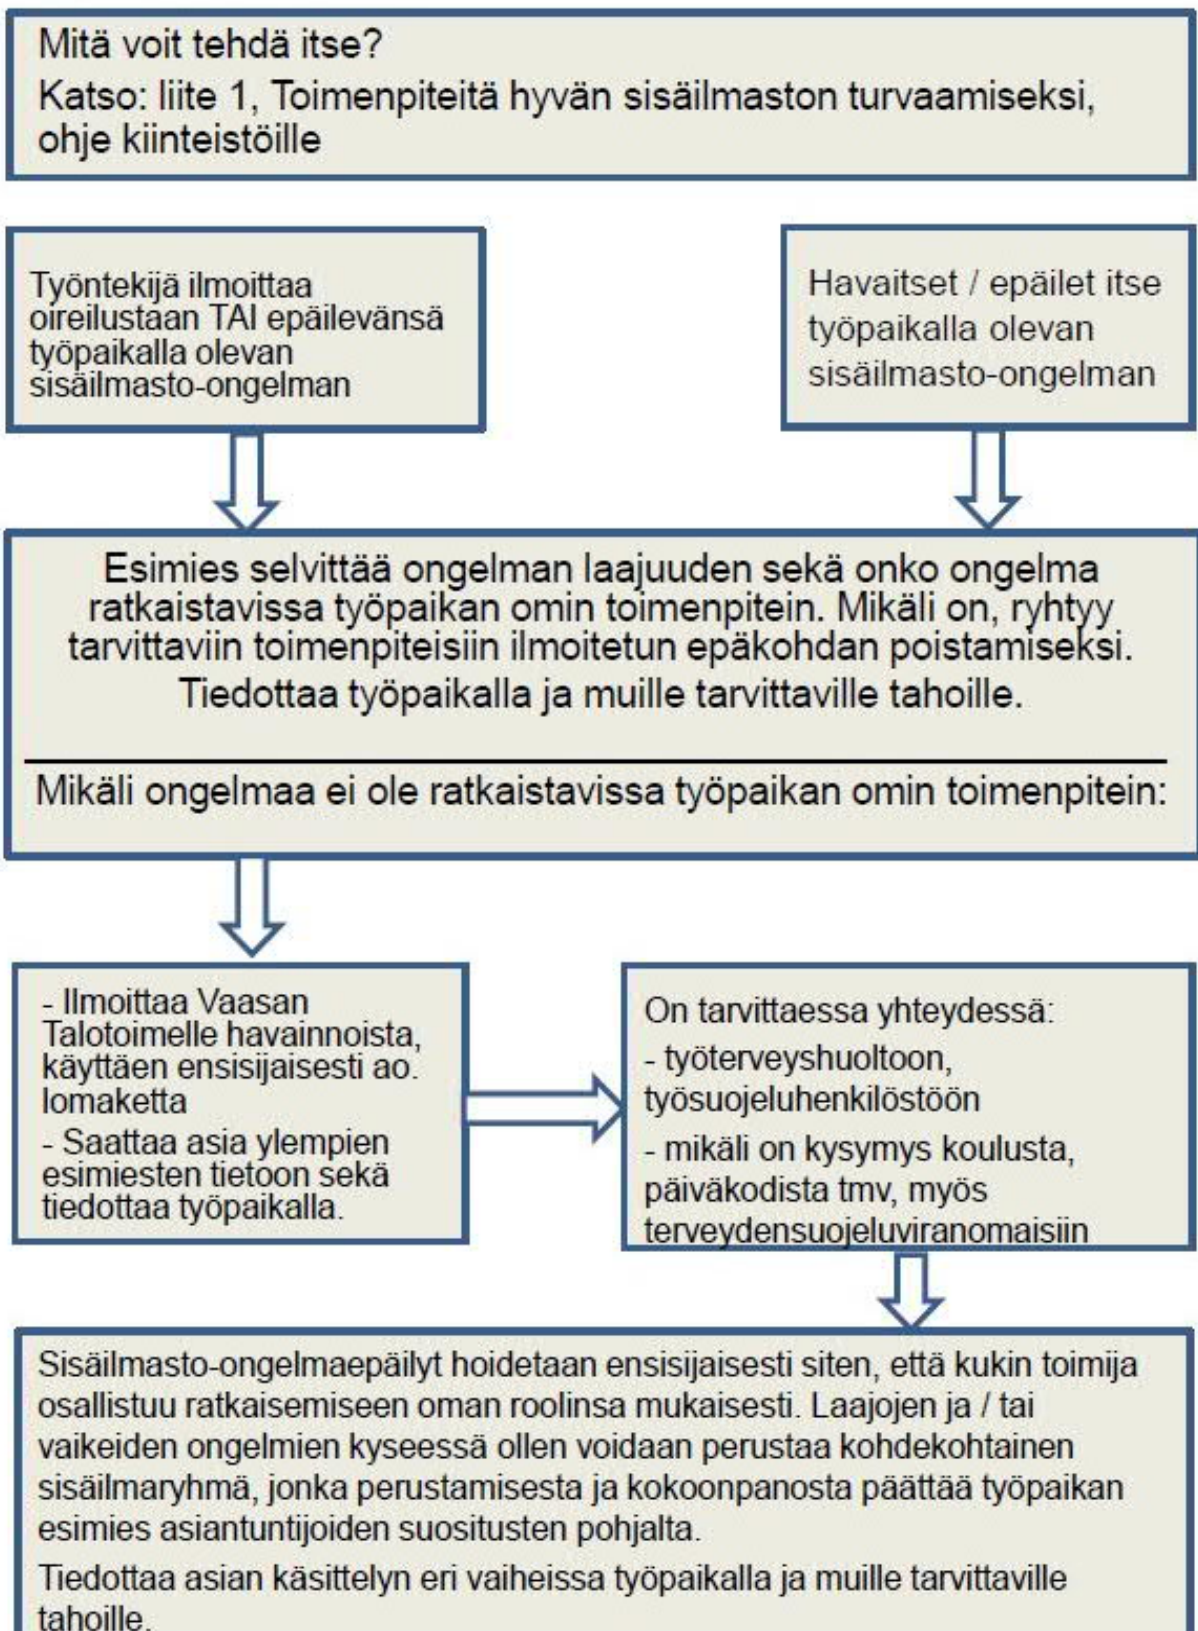 Mitä voit tehdä itse?
Katso: liite 1, Toimenpiteitä hyvän sisäilmaston turvaamiseksi,
ohje kiinteistöille
Työntekijä ilmoittaa
oireilustaan TAI epäilevänsä
työpaikalla olevan
sisäilmasto-ongelman
Havaitset / epäilet itse
työpaikalla olevan
sisäilmasto-ongelman
Esimies selvittää ongelman laajuuden sekä onko ongelma
ratkaistavissa työpaikan omin toimenpitein. Mikäli on, ryhtyy
tarvittaviin toimenpiteisiin ilmoitetun epäkohdan poistamiseksi.
Tiedottaa työpaikalla ja muille tarvittaville tahoille.
Mikäli ongelmaa ei ole ratkaistavissa työpaikan omin toimenpitein:
- Ilmoittaa Vaasan
Talotoimelle havainnoista,
käyttäen ensisijaisesti ao.
lomaketta
- Saattaa asia ylempien
esimiesten tietoon sekä
tiedottaa työpaikalla.
On tarvittaessa yhteydessä:
- työterveyshuoltoon,
työsuojeluhenkilöstöön
- mikäli on kysymys koulusta,
päiväkodista tmv, myös
terveydensuojeluviranomaisiin
Sisäilmasto-ongelmaepäilyt hoidetaan ensisijaisesti siten, että kukin toimija
osallistuu ratkaisemiseen oman roolinsa mukaisesti. Laajojen ja / tai
vaikeiden ongelmien kyseessä ollen voidaan perustaa kohdekohtainen
sisäilmaryhmä, jonka perustamisesta ja kokoonpanosta päättää työpaikan
esimies asiantuntijoiden suositusten pohjalta.
Tiedottaa asian käsittelyn eri vaiheissa työpaikalla ja muille tarvittaville
tahoille.